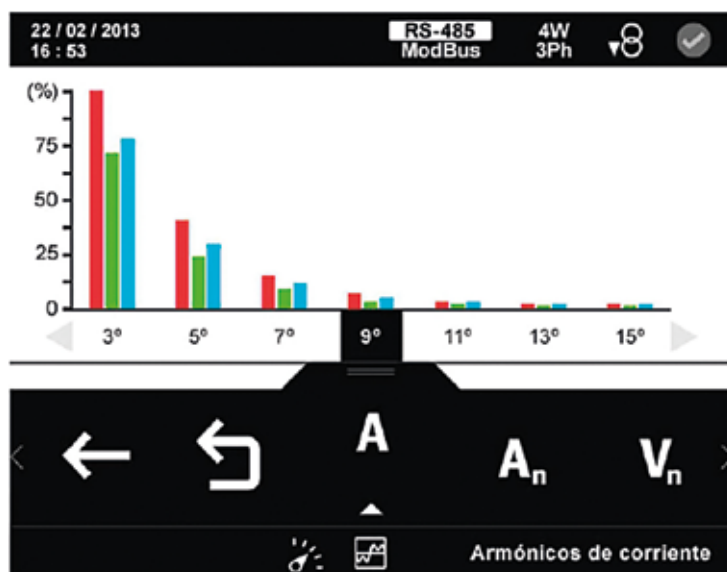 22 / 02 / 2013
16 : 53
RS-485
ModBus
4W
3Ph
(%)
75
50
25
0
3º 5º 7º 9º 11º 13º 15º
A An Vn
Armónicos de corriente